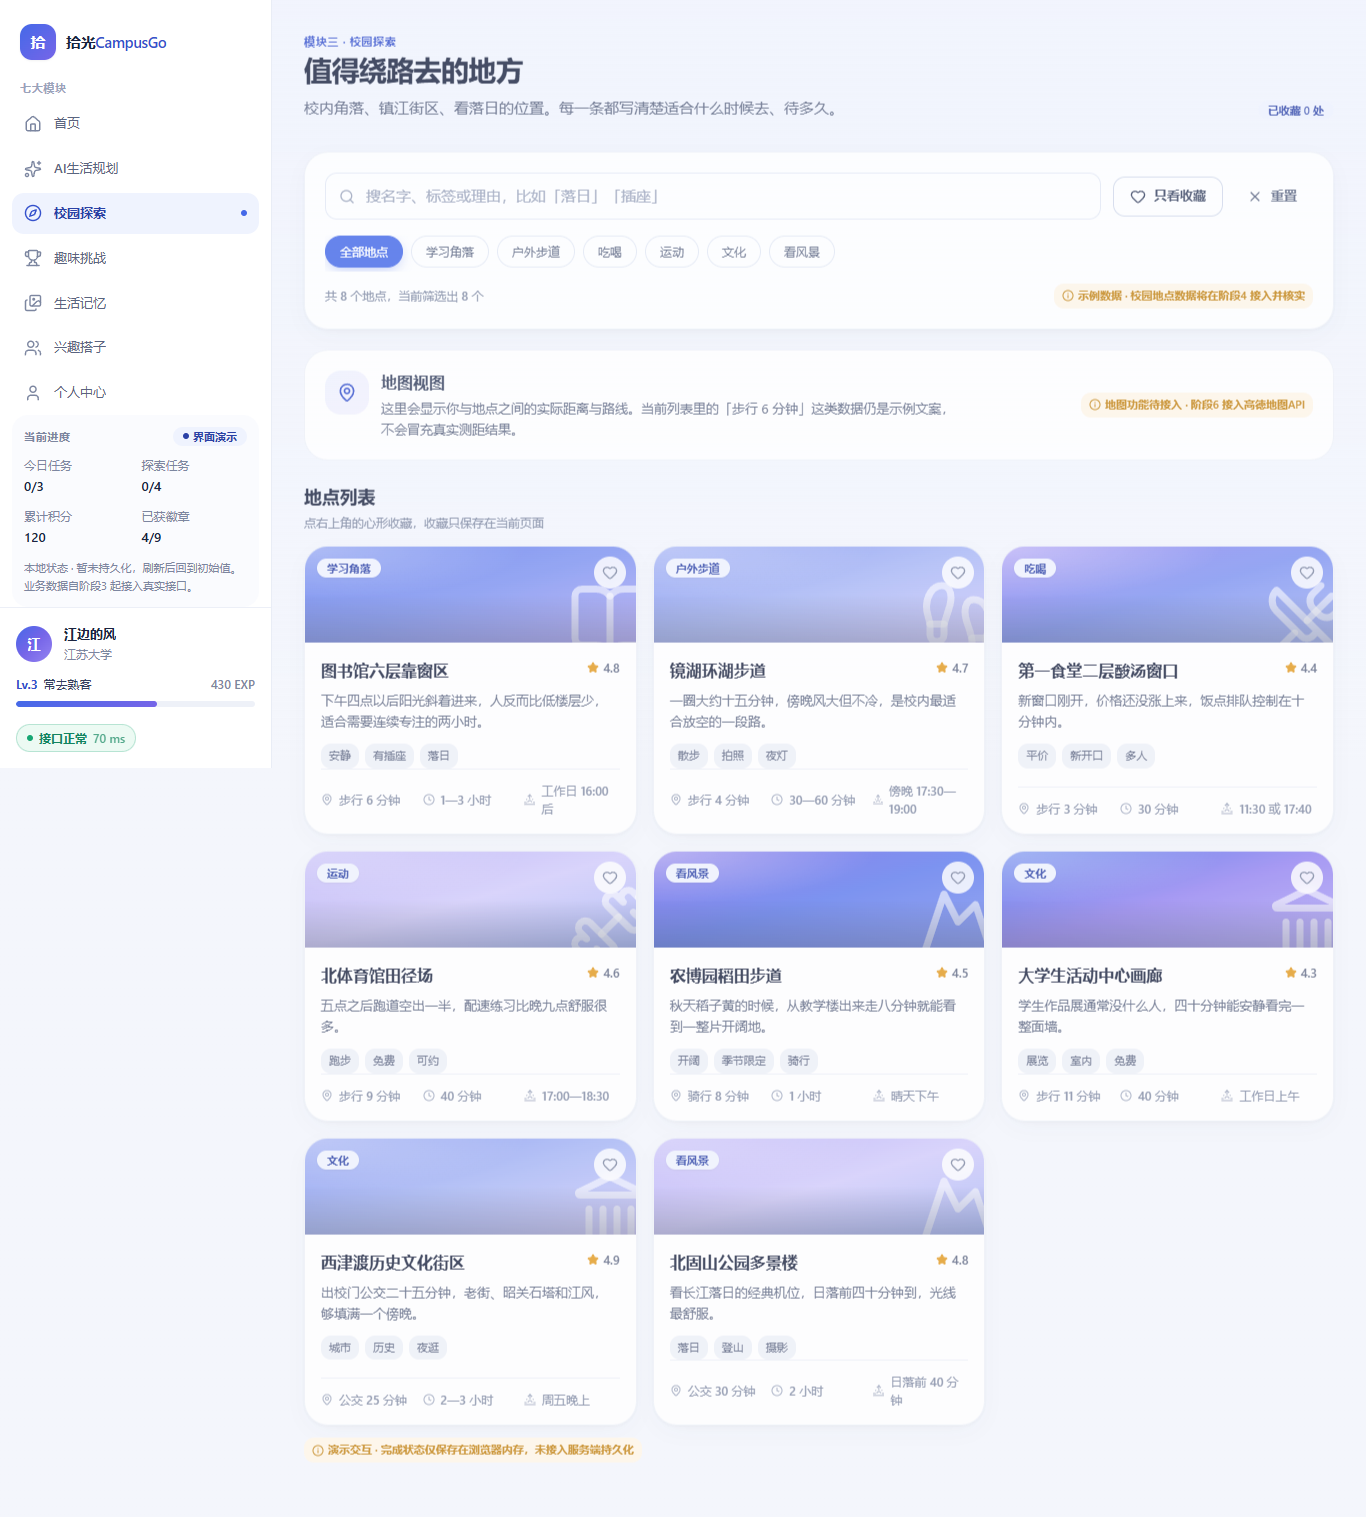 拾 拾光CampusGo
七大模块
首页
AI生活规划
校园探索
趣味挑战
生活记忆
兴趣搭子
个人中心
当前进度 界面演示
今日任务 探索任务
0/3 0/4
累计积分 已获徽章
120 4/9
本地状态 · 暂未持久化，刷新后回到初始值。
业务数据自阶段3 起接入真实接口。
江 江边的风
江苏大学
Lv.3 常去熟客 430 EXP
接口正常 70 ms
模块三 · 校园探索
值得绕路去的地方
校内角落、镇江街区、看落日的位置。每一条都写清楚适合什么时候去、待多久。
已收藏 0 处
搜名字、标签或理由，比如「落日」「插座」
只看收藏
重置
全部地点 学习角落 户外步道 吃喝 运动 文化 看风景
共 8 个地点，当前筛选出 8 个
示例数据 · 校园地点数据将在阶段4 接入并核实
地图视图
这里会显示你与地点之间的实际距离与路线。当前列表里的「步行 6 分钟」这类数据仍是示例文案，
不会冒充真实测距结果。
地图功能待接入 · 阶段6 接入高德地图API
地点列表
点右上角的心形收藏，收藏只保存在当前页面
学习角落
图书馆六层靠窗区 4.8
下午四点以后阳光斜着进来，人反而比低楼层少，
适合需要连续专注的两小时。
安静 有插座 落日
步行 6 分钟 1—3 小时 工作日 16:00
后
户外步道
镜湖环湖步道 4.7
一圈大约十五分钟，傍晚风大但不冷，是校内最适
合放空的一段路。
散步 拍照 夜灯
步行 4 分钟 30—60 分钟 傍晚 17:30—
19:00
吃喝
第一食堂二层酸汤窗口 4.4
新窗口刚开，价格还没涨上来，饭点排队控制在十
分钟内。
平价 新开口 多人
步行 3 分钟 30 分钟 11:30 或 17:40
运动
北体育馆田径场 4.6
五点之后跑道空出一半，配速练习比晚九点舒服很
多。
跑步 免费 可约
步行 9 分钟 40 分钟 17:00—18:30
看风景
农博园稻田步道 4.5
秋天稻子黄的时候，从教学楼出来走八分钟就能看
到一整片开阔地。
开阔 季节限定 骑行
骑行 8 分钟 1 小时 晴天下午
文化
大学生活动中心画廊 4.3
学生作品展通常没什么人，四十分钟能安静看完一
整面墙。
展览 室内 免费
步行 11 分钟 40 分钟 工作日上午
文化
西津渡历史文化街区 4.9
出校门公交二十五分钟，老街、昭关石塔和江风，
够填满一个傍晚。
城市 历史 夜逛
公交 25 分钟 2—3 小时 周五晚上
看风景
北固山公园多景楼 4.8
看长江落日的经典机位，日落前四十分钟到，光线
最舒服。
落日 登山 摄影
公交 30 分钟 2 小时 日落前 40 分
钟
演示交互 · 完成状态仅保存在浏览器内存，未接入服务端持久化